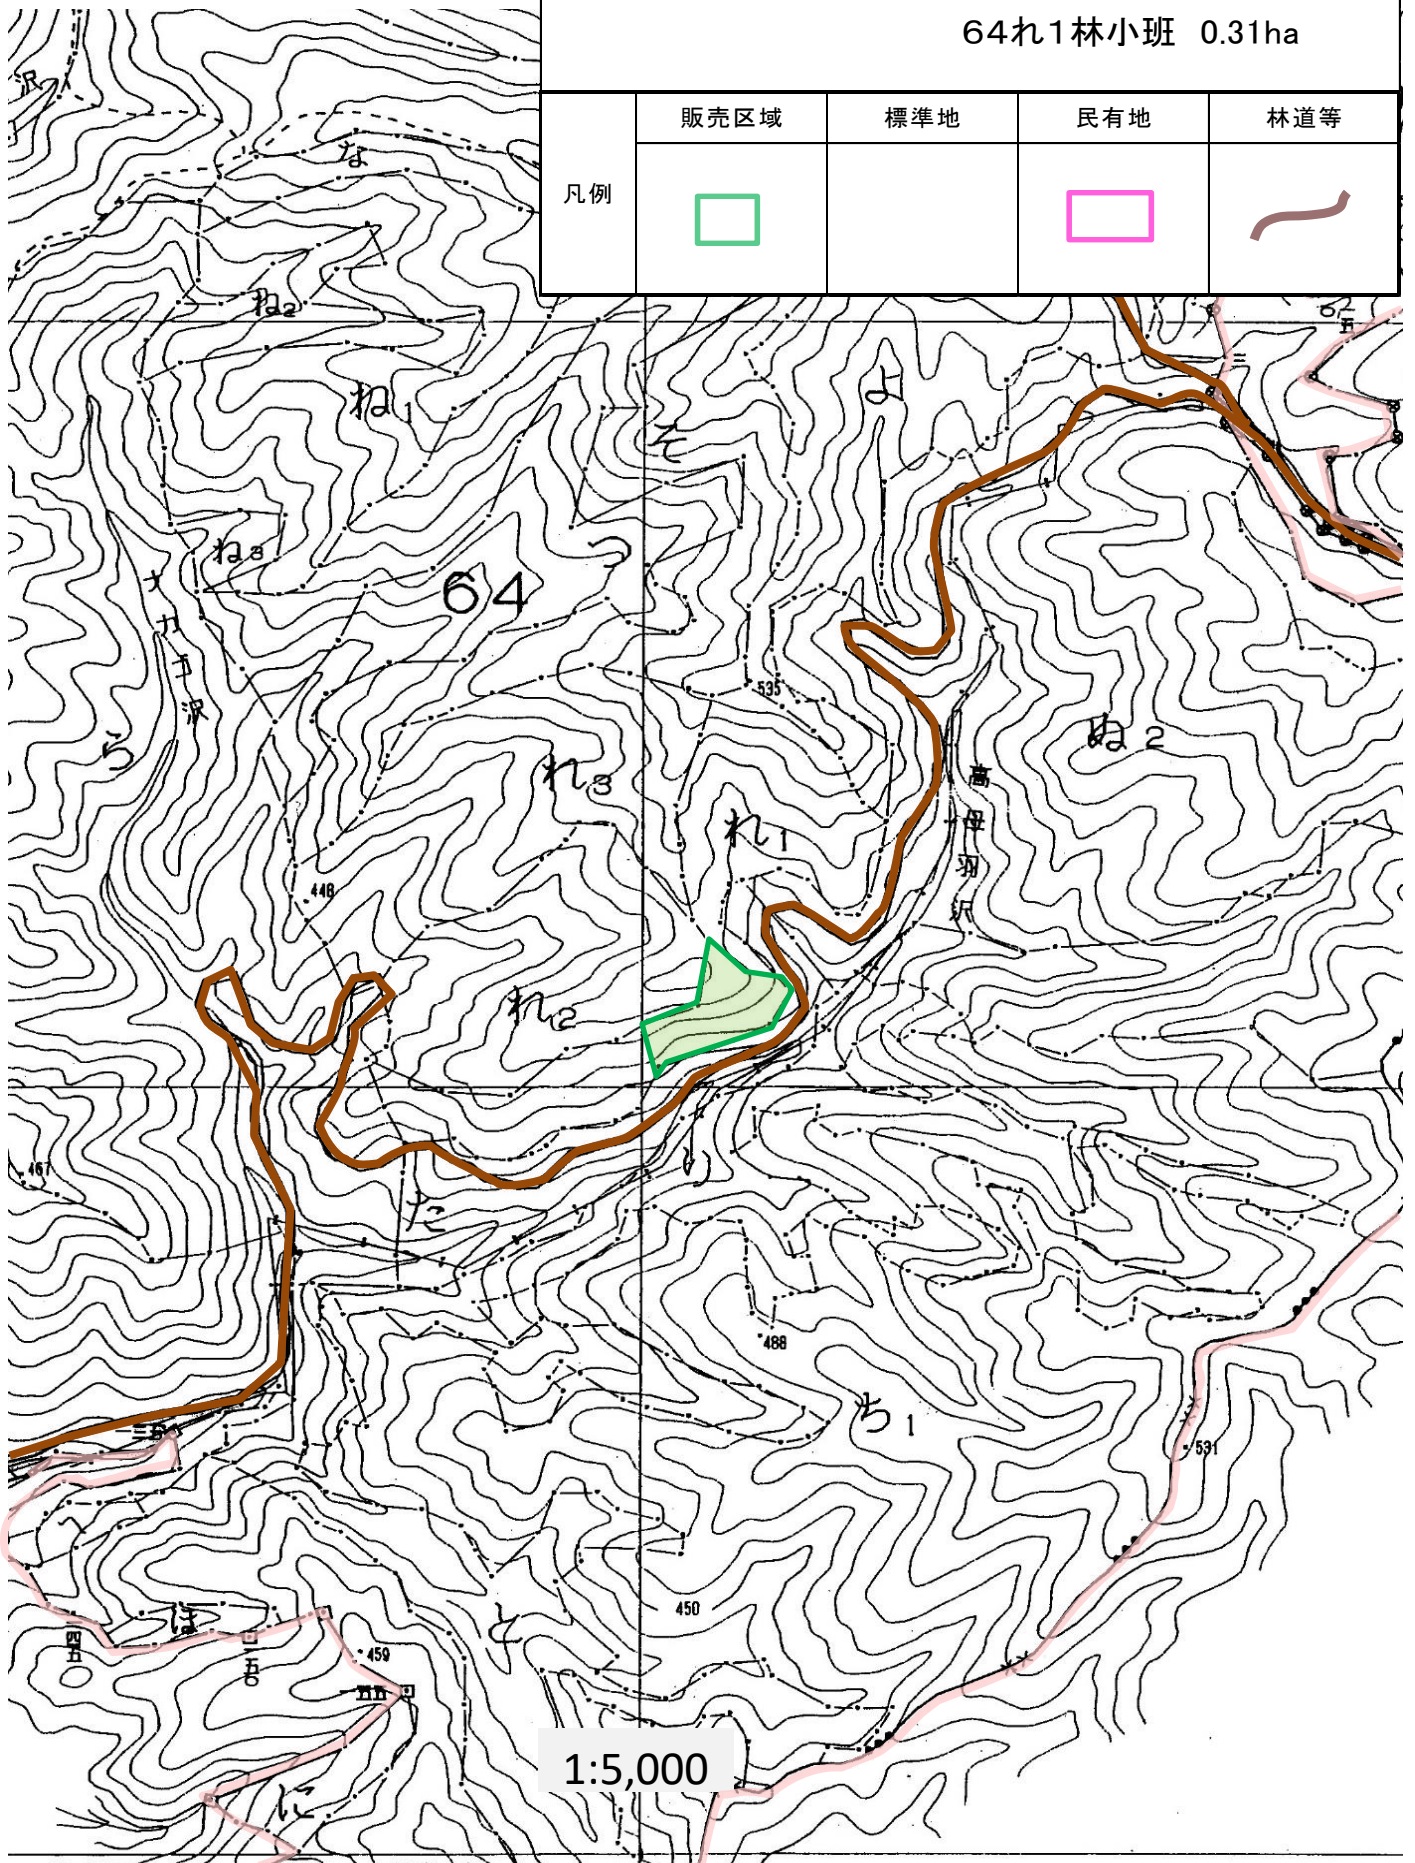 64れ1林小班 0.31ha
販売区域 標準地 民有地 林道等
凡例
沢
な
ね2
ね1
よ
そ
ね3
つ
64
535
ぬ2
ら
沢
れ3
高母羽沢
れ1
448
れ2
467
り
た
488
ち1
531
450
ほ
と
459
に
1:5,000